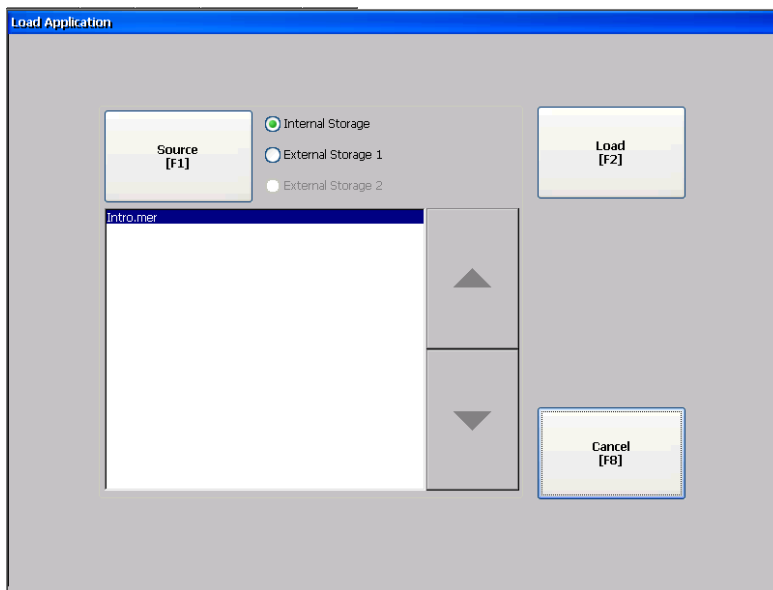 Load Application
Source
[F1]
Internal Storage
External Storage 1
External Storage 2
Load
[F2]
Intro.mer
Cancel
[F8]